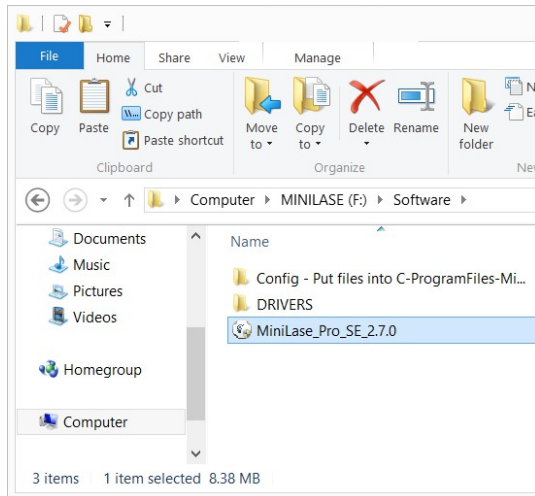 File Home Share View Manage
Cut
Copy path
Paste shortcut
Copy Paste Move to Copy to Delete Rename New folder
Clipboard Organize
Computer MINILASE (F:) Software
Documents
Music
Pictures
Videos
Homegroup
Computer
Name
Config - Put files into C-ProgramFiles-Mi...
DRIVERS
MiniLase_Pro_SE_2.7.0
3 items 1 item selected 8.38 MB